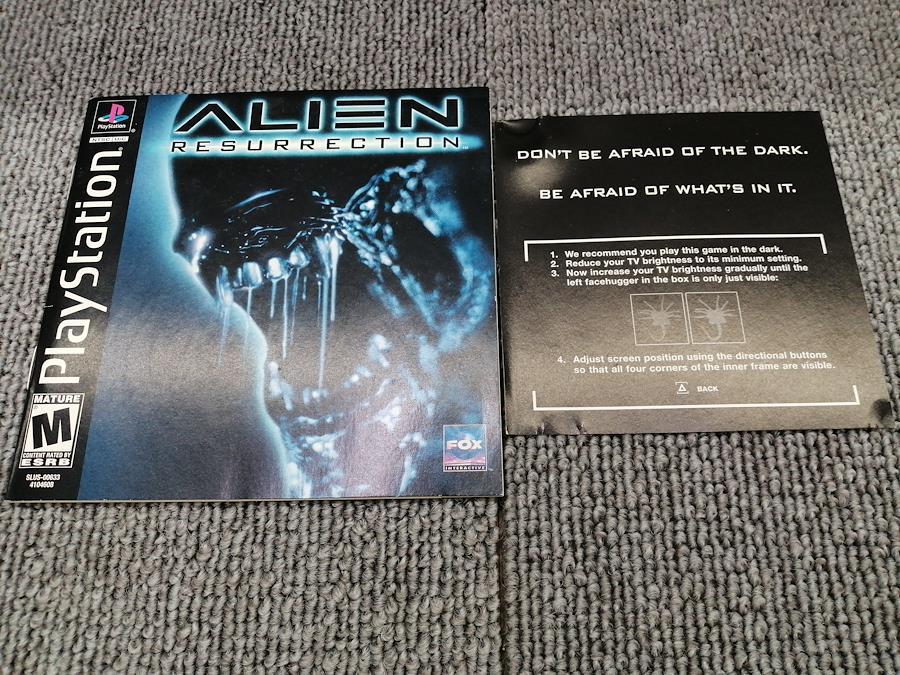 PlayStation
®
NTSC U/C
PlayStation®
ALIEN
RESURRECTION™
MATURE
M
CONTENT RATED BY
ESRB
SLUS-00633
4104608
FOX
INTERACTIVE
DON'T BE AFRAID OF THE DARK.
BE AFRAID OF WHAT'S IN IT.
1. We recommend you play this game in the dark.
2. Reduce your TV brightness to its minimum setting.
3. Now increase your TV brightness gradually until the
left facehugger in the box is only just visible:
4. Adjust screen position using the directional buttons
so that all four corners of the inner frame are visible.
BACK